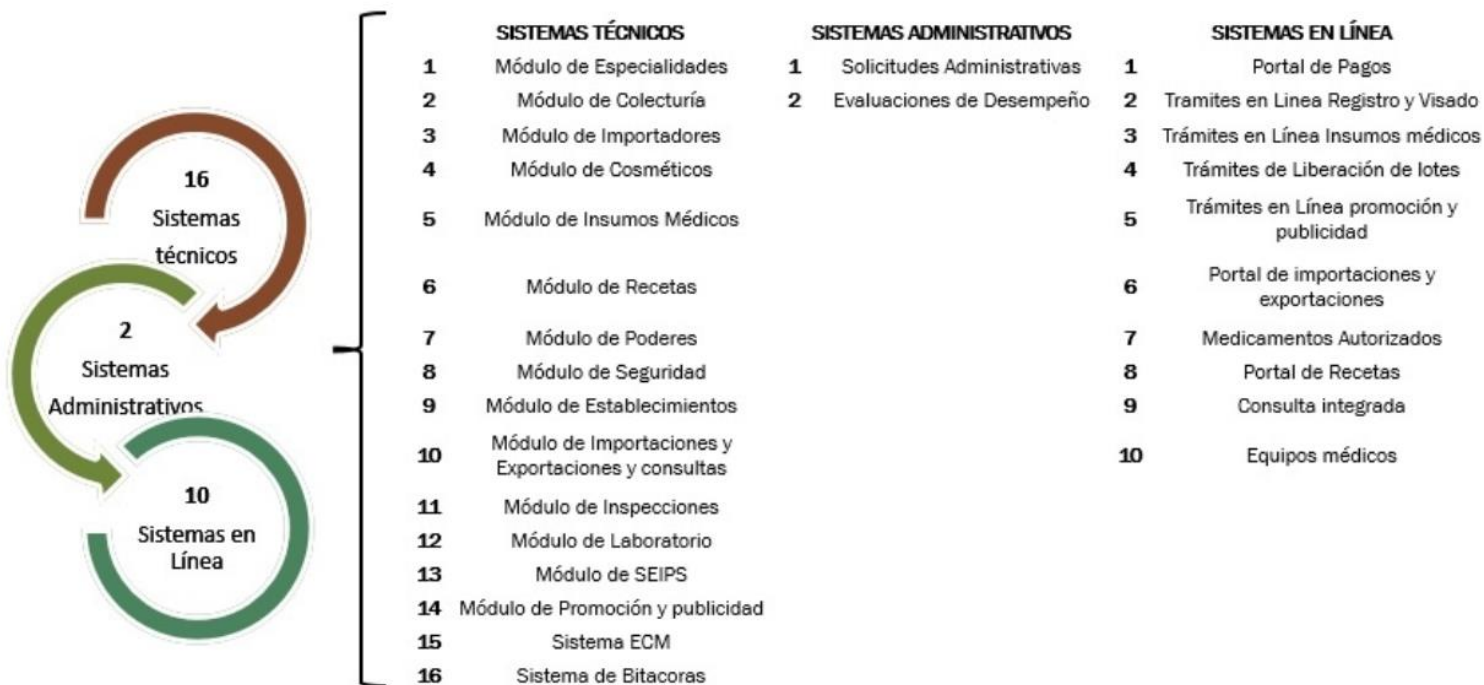 16
Sistemas
técnicos
2
Sistemas
Administrativos
10
Sistemas en
Línea
SISTEMAS TÉCNICOS
1 Módulo de Especialidades
2 Módulo de Colecturía
3 Módulo de Importadores
4 Módulo de Cosméticos
5 Módulo de Insumos Médicos
6 Módulo de Recetas
7 Módulo de Poderes
8 Módulo de Seguridad
9 Módulo de Establecimientos
10 Módulo de Importaciones y
Exportaciones y consultas
11 Módulo de Inspecciones
12 Módulo de Laboratorio
13 Módulo de SEIPS
14 Módulo de Promoción y publicidad
15 Sistema ECM
16 Sistema de Bitacoras
SISTEMAS ADMINISTRATIVOS
1 Solicitudes Administrativas
2 Evaluaciones de Desempeño
SISTEMAS EN LÍNEA
1 Portal de Pagos
2 Tramites en Linea Registro y Visado
3 Trámites en Línea Insumos médicos
4 Trámites de Liberación de lotes
5 Trámites en Línea promoción y
publicidad
6 Portal de importaciones y
exportaciones
7 Medicamentos Autorizados
8 Portal de Recetas
9 Consulta integrada
10 Equipos médicos